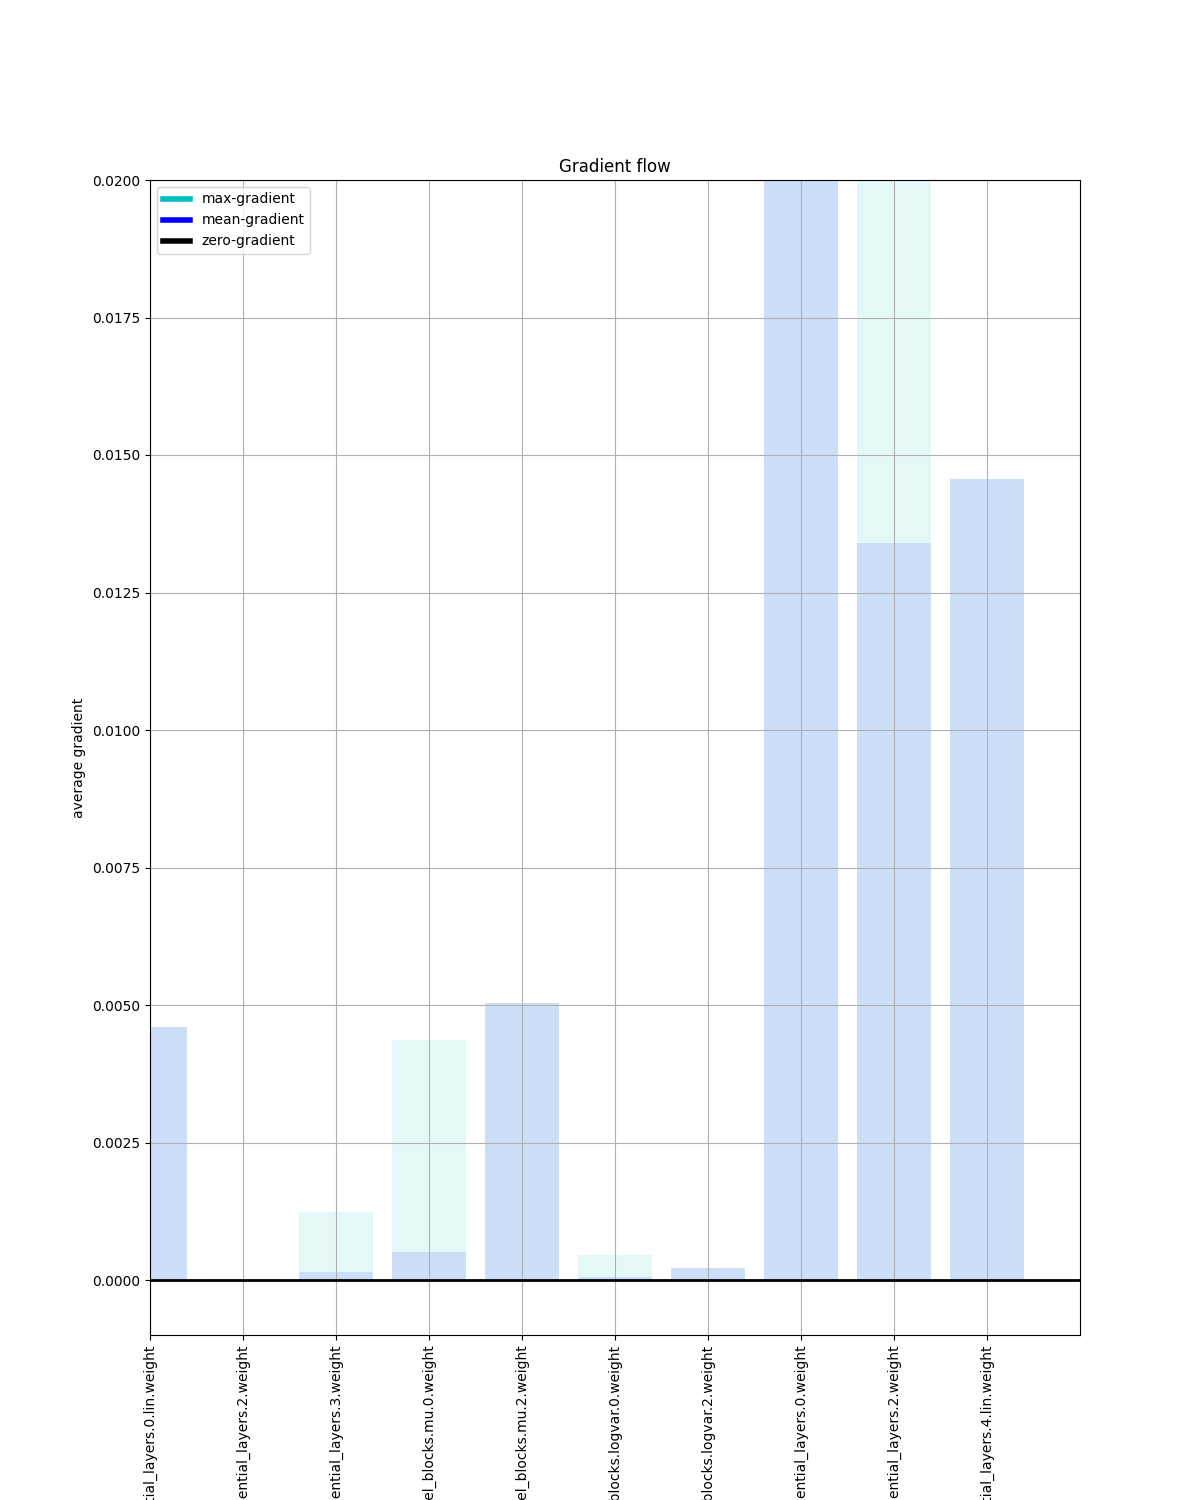 Gradient flow
max-gradient
mean-gradient
zero-gradient
0.0200
0.0175
0.0150
0.0125
0.0100
0.0075
0.0050
0.0025
0.0000
average gradient
tial_layers.0.lin.weight
ential_layers.2.weight
ential_layers.3.weight
el_blocks.mu.0.weight
el_blocks.mu.2.weight
blocks.logvar.0.weight
blocks.logvar.2.weight
ential_layers.0.weight
ential_layers.2.weight
tial_layers.4.lin.weight